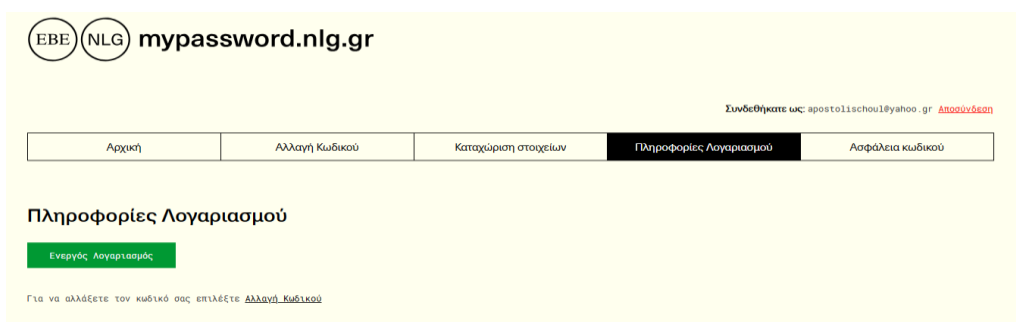 EBE NLG mypassword.nlg.gr
Συνδεθήκατε ως: apostolischoul@yahoo.gr Αποσύνδεση
Αρχική Αλλαγή Κωδικού Καταχώριση στοιχείων Πληροφορίες Λογαριασμού Ασφάλεια κωδικού
Πληροφορίες Λογαριασμού
Ενεργός Λογαριασμός
Για να αλλάξετε τον κωδικό σας επιλέξτε Αλλαγή Κωδικού